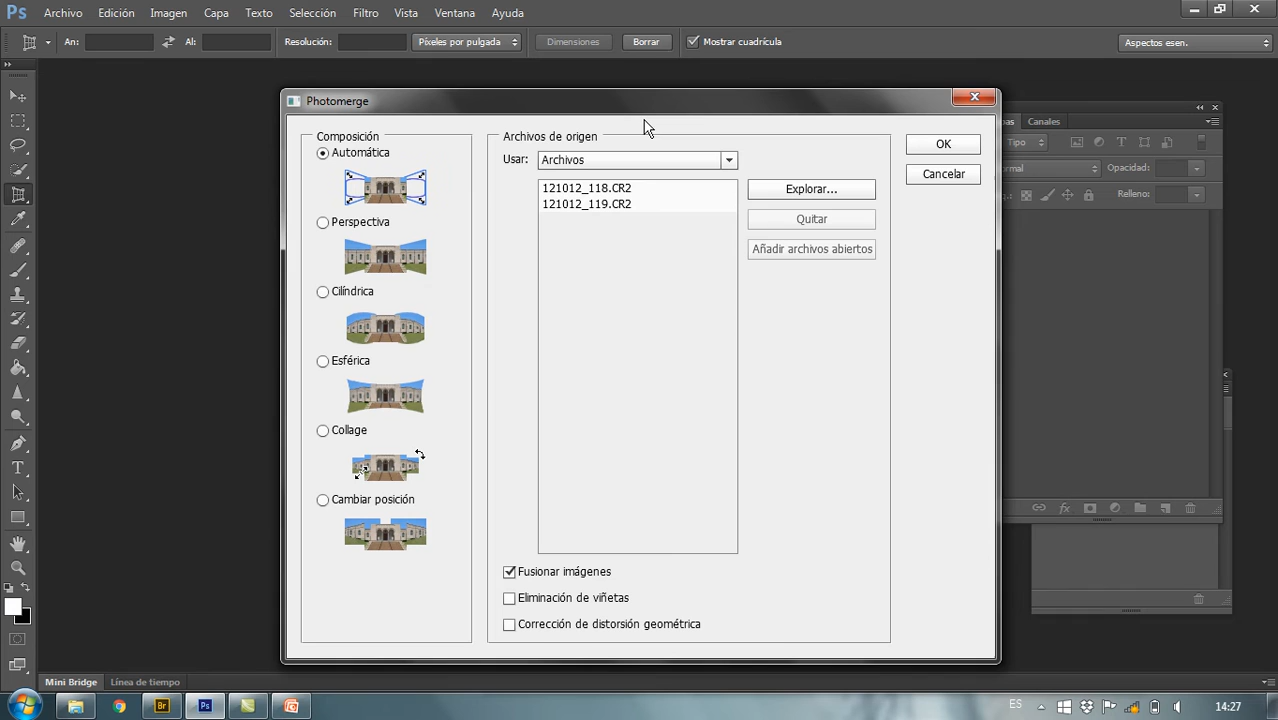 Ps Archivo Edición Imagen Capa Texto Selección Filtro Vista Ventana Ayuda
An: Al: Resolución: Píxeles por pulgada Dimensiones Borrar Mostrar cuadrícula Aspectos esen.
Photomerge
Composición
Automática
Perspectiva
Cilíndrica
Esférica
Collage
Cambiar posición
Archivos de origen
Usar: Archivos
121012_118.CR2
121012_119.CR2
Explorar...
Quitar
Añadir archivos abiertos
Fusionar imágenes
Eliminación de viñetas
Corrección de distorsión geométrica
OK
Cancelar
Canales
Tipo
Opacidad:
Relleno:
Mini Bridge Línea de tiempo
Br Ps ES 14:27